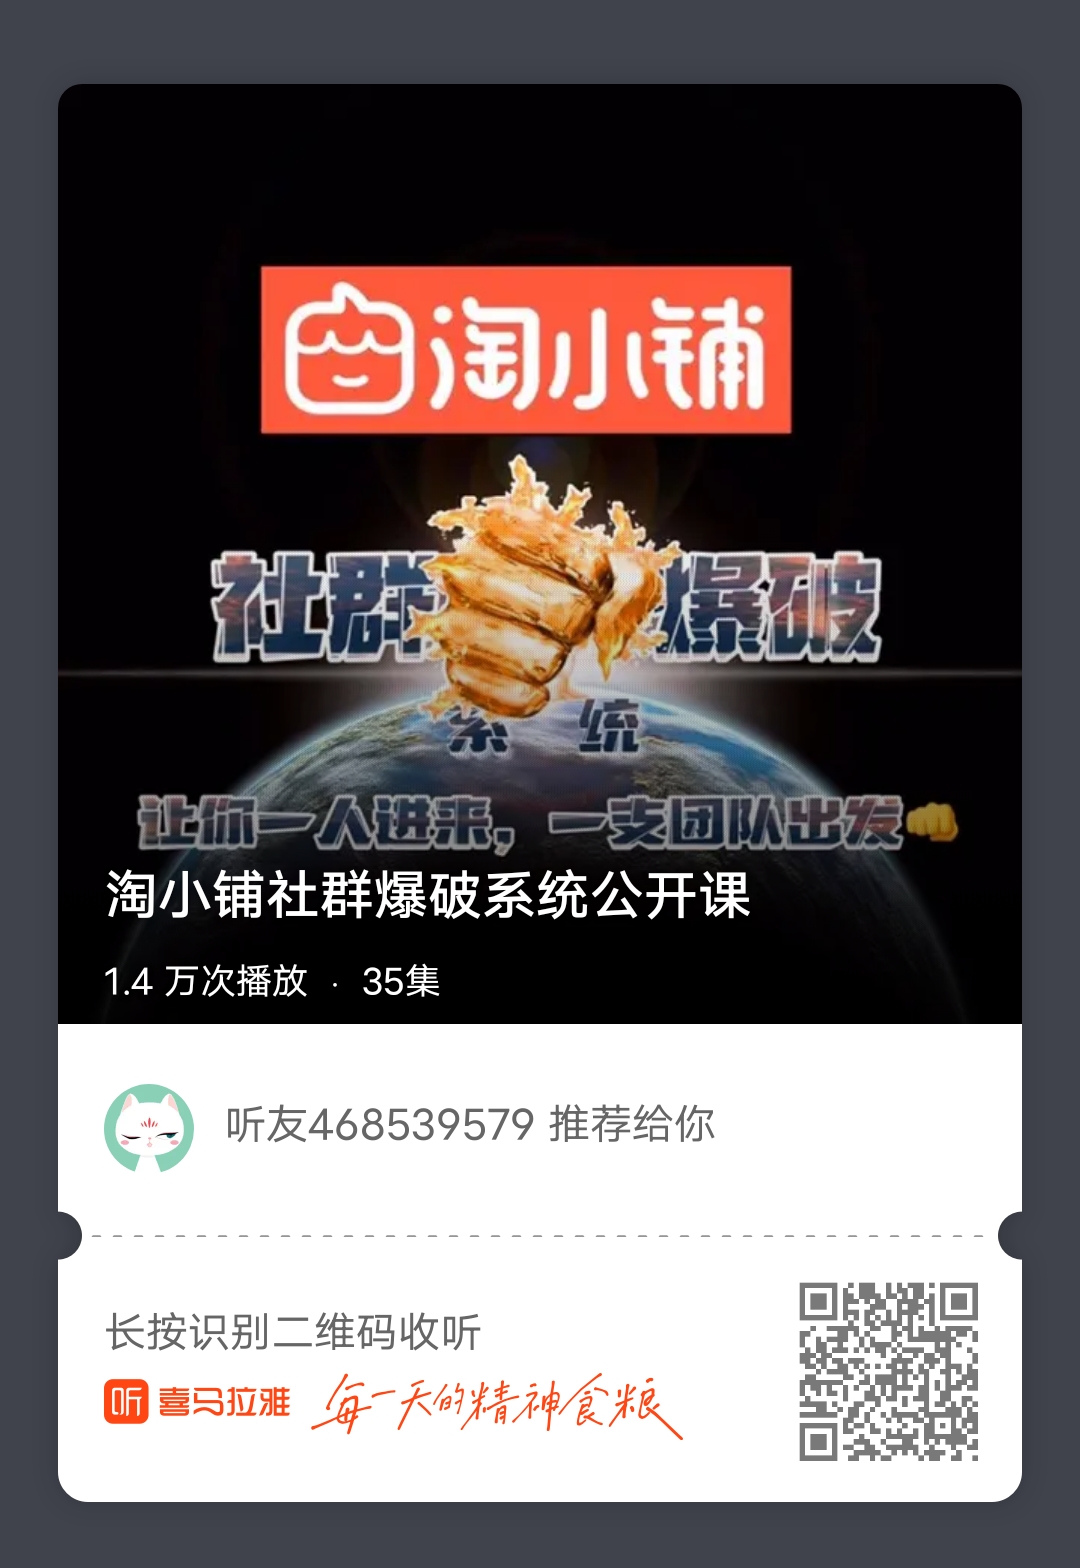 淘小铺
社群爆破
系统
让你一人进来，一支团队出发
淘小铺社群爆破系统公开课
1.4 万次播放 · 35集
听友468539579 推荐给你
长按识别二维码收听
听 喜马拉雅 每一天的精神食粮